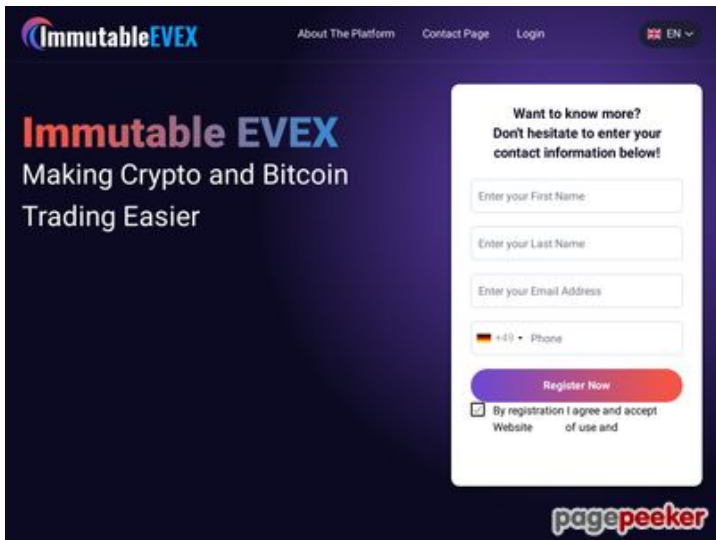 ImmutableEVEX
About The Platform
Contact Page
Login
EN
Immutable EVEX
Making Crypto and Bitcoin
Trading Easier
Want to know more?
Don't hesitate to enter your
contact information below!
Enter your First Name
Enter your Last Name
Enter your Email Address
+49 Phone
Register Now
By registration I agree and accept
Website of use and
pagepeeker